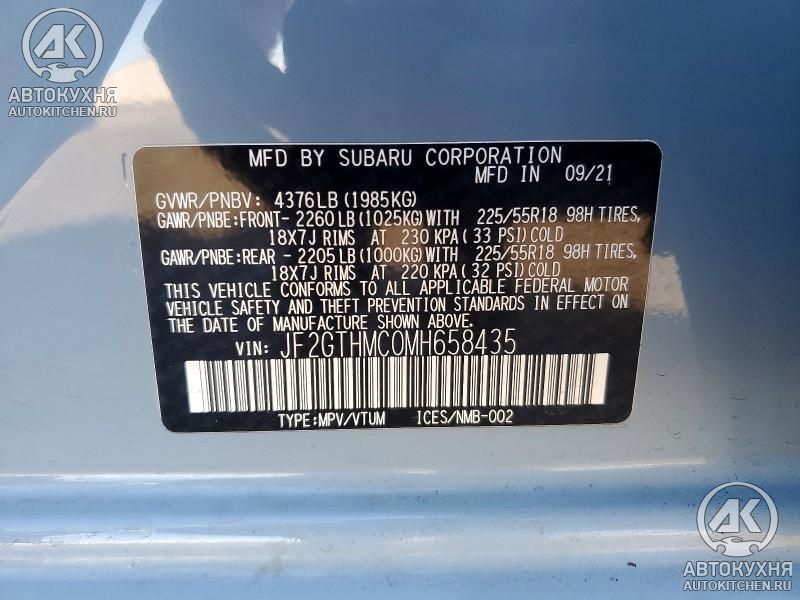 AK
АВТОКУХНЯ
AUTOKITCHEN.RU
MFD BY SUBARU CORPORATION
MFD IN 09/21
GVWR/PNBV: 4376LB (1985KG)
GAWR/PNBE:FRONT- 2260LB (1025KG) WITH 225/55R18 98H TIRES,
18X7J RIMS AT 230 KPA ( 33 PSI) COLD
GAWR/PNBE:REAR - 2205LB (1000KG) WITH 225/55R18 98H TIRES,
18X7J RIMS AT 220 KPA ( 32 PSI) COLD
THIS VEHICLE CONFORMS TO ALL APPLICABLE FEDERAL MOTOR
VEHICLE SAFETY AND THEFT PREVENTION STANDARDS IN EFFECT ON
THE DATE OF MANUFACTURE SHOWN ABOVE.
VIN: JF2GTHMC0MH658435
TYPE:MPV/VTUM ICES/NMB-002
AK
АВТОКУХНЯ
AUTOKITCHEN.RU